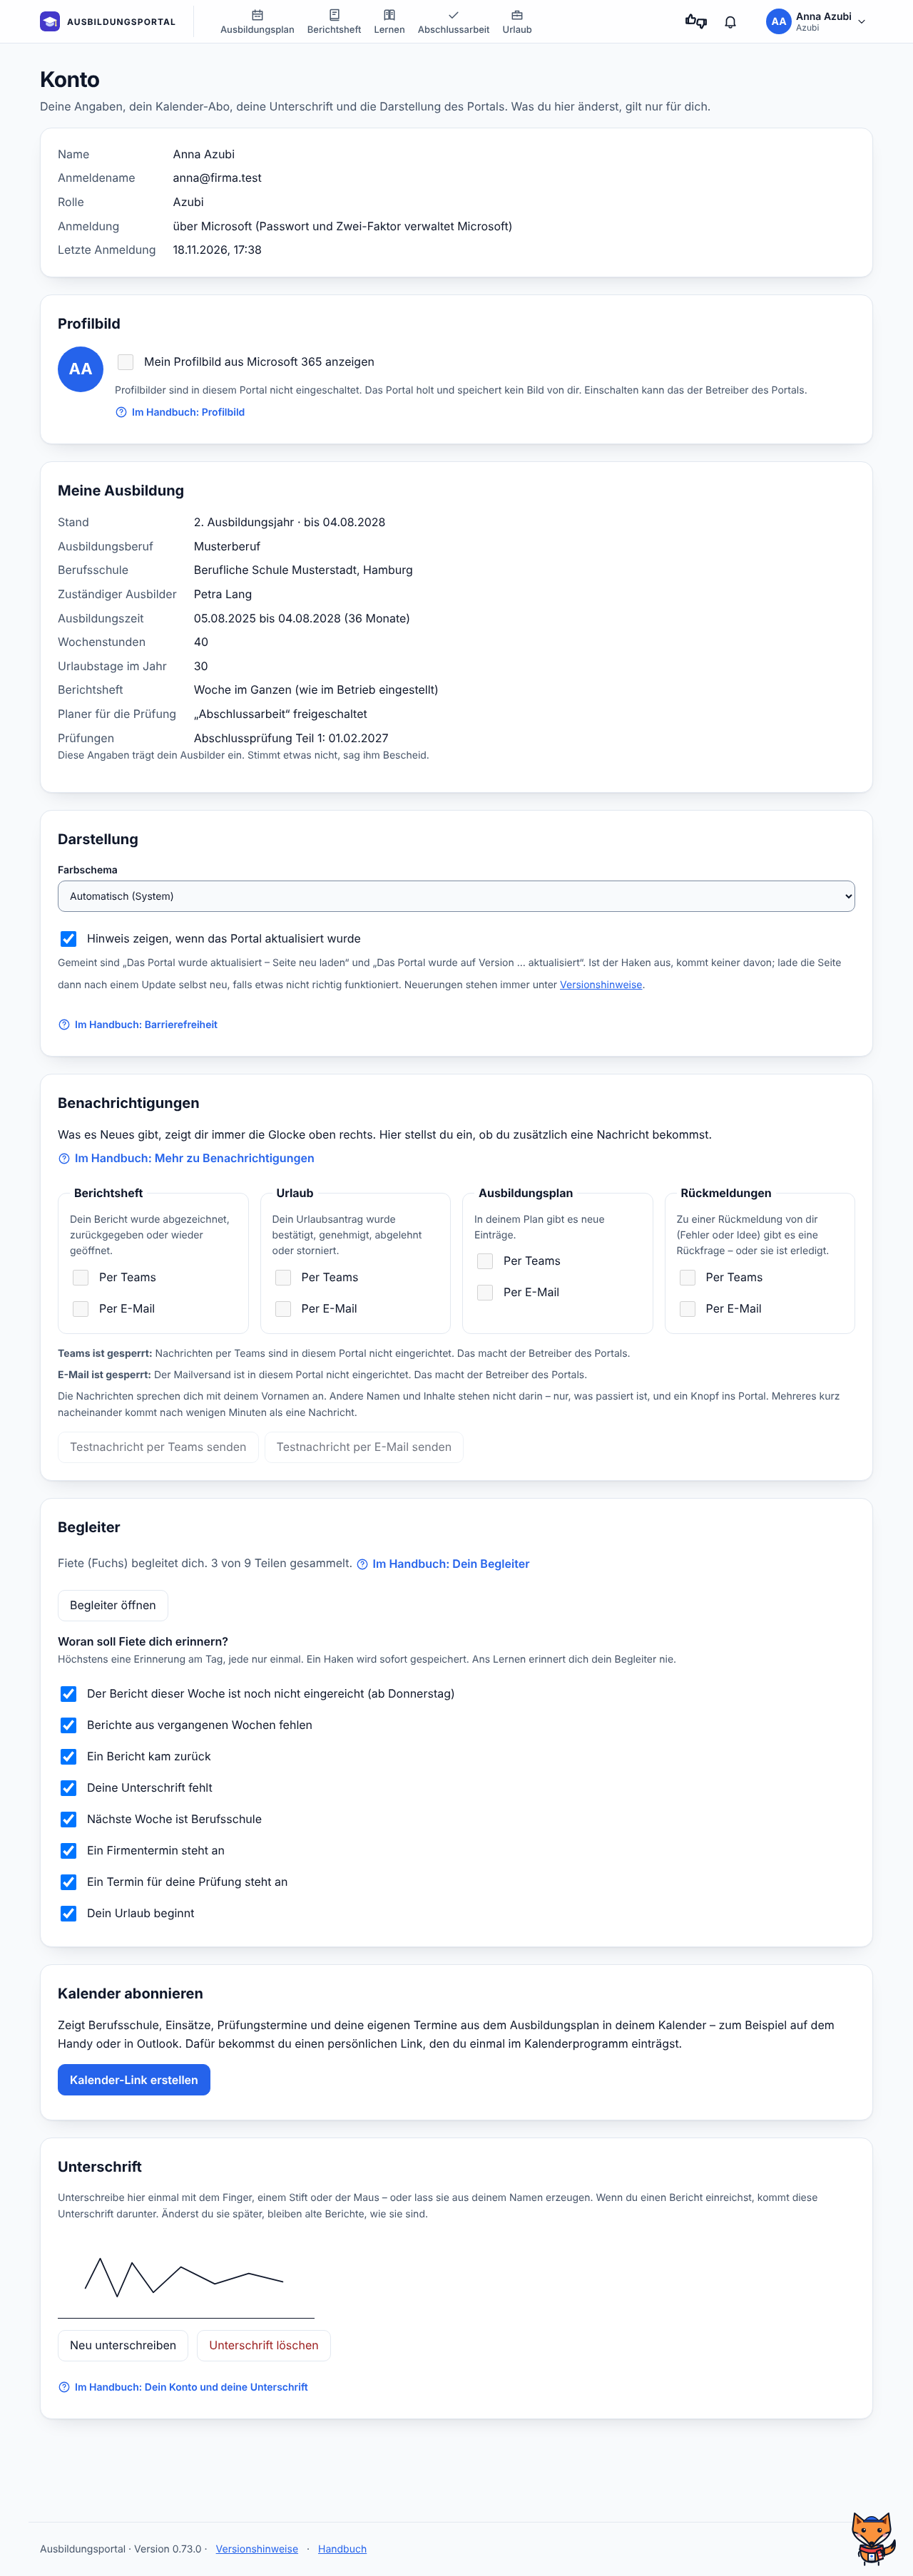 AUSBILDUNGSPORTAL
Ausbildungsplan
Berichtsheft
Lernen
Abschlussarbeit
Urlaub
AA
Anna Azubi
Azubi
Konto
Deine Angaben, dein Kalender-Abo, deine Unterschrift und die Darstellung des Portals. Was du hier änderst, gilt nur für dich.
Name Anna Azubi
Anmeldename anna@firma.test
Rolle Azubi
Anmeldung über Microsoft (Passwort und Zwei-Faktor verwaltet Microsoft)
Letzte Anmeldung 18.11.2026, 17:38
Profilbild
AA
Mein Profilbild aus Microsoft 365 anzeigen
Profilbilder sind in diesem Portal nicht eingeschaltet. Das Portal holt und speichert kein Bild von dir. Einschalten kann das der Betreiber des Portals.
Im Handbuch: Profilbild
Meine Ausbildung
Stand 2. Ausbildungsjahr · bis 04.08.2028
Ausbildungsberuf Musterberuf
Berufsschule Berufliche Schule Musterstadt, Hamburg
Zuständiger Ausbilder Petra Lang
Ausbildungszeit 05.08.2025 bis 04.08.2028 (36 Monate)
Wochenstunden 40
Urlaubstage im Jahr 30
Berichtsheft Woche im Ganzen (wie im Betrieb eingestellt)
Planer für die Prüfung „Abschlussarbeit“ freigeschaltet
Prüfungen Abschlussprüfung Teil 1: 01.02.2027
Diese Angaben trägt dein Ausbilder ein. Stimmt etwas nicht, sag ihm Bescheid.
Darstellung
Farbschema
Automatisch (System)
Hinweis zeigen, wenn das Portal aktualisiert wurde
Gemeint sind „Das Portal wurde aktualisiert – Seite neu laden“ und „Das Portal wurde auf Version … aktualisiert“. Ist der Haken aus, kommt keiner davon; lade die Seite
dann nach einem Update selbst neu, falls etwas nicht richtig funktioniert. Neuerungen stehen immer unter Versionshinweise.
Im Handbuch: Barrierefreiheit
Benachrichtigungen
Was es Neues gibt, zeigt dir immer die Glocke oben rechts. Hier stellst du ein, ob du zusätzlich eine Nachricht bekommst.
Im Handbuch: Mehr zu Benachrichtigungen
Berichtsheft
Dein Bericht wurde abgezeichnet,
zurückgegeben oder wieder
geöffnet.
Per Teams
Per E-Mail
Urlaub
Dein Urlaubsantrag wurde
bestätigt, genehmigt, abgelehnt
oder storniert.
Per Teams
Per E-Mail
Ausbildungsplan
In deinem Plan gibt es neue
Einträge.
Per Teams
Per E-Mail
Rückmeldungen
Zu einer Rückmeldung von dir
(Fehler oder Idee) gibt es eine
Rückfrage – oder sie ist erledigt.
Per Teams
Per E-Mail
Teams ist gesperrt: Nachrichten per Teams sind in diesem Portal nicht eingerichtet. Das macht der Betreiber des Portals.
E-Mail ist gesperrt: Der Mailversand ist in diesem Portal nicht eingerichtet. Das macht der Betreiber des Portals.
Die Nachrichten sprechen dich mit deinem Vornamen an. Andere Namen und Inhalte stehen nicht darin – nur, was passiert ist, und ein Knopf ins Portal. Mehreres kurz
nacheinander kommt nach wenigen Minuten als eine Nachricht.
Testnachricht per Teams senden
Testnachricht per E-Mail senden
Begleiter
Fiete (Fuchs) begleitet dich. 3 von 9 Teilen gesammelt. Im Handbuch: Dein Begleiter
Begleiter öffnen
Woran soll Fiete dich erinnern?
Höchstens eine Erinnerung am Tag, jede nur einmal. Ein Haken wird sofort gespeichert. Ans Lernen erinnert dich dein Begleiter nie.
Der Bericht dieser Woche ist noch nicht eingereicht (ab Donnerstag)
Berichte aus vergangenen Wochen fehlen
Ein Bericht kam zurück
Deine Unterschrift fehlt
Nächste Woche ist Berufsschule
Ein Firmentermin steht an
Ein Termin für deine Prüfung steht an
Dein Urlaub beginnt
Kalender abonnieren
Zeigt Berufsschule, Einsätze, Prüfungstermine und deine eigenen Termine aus dem Ausbildungsplan in deinem Kalender – zum Beispiel auf dem
Handy oder in Outlook. Dafür bekommst du einen persönlichen Link, den du einmal im Kalenderprogramm einträgst.
Kalender-Link erstellen
Unterschrift
Unterschreibe hier einmal mit dem Finger, einem Stift oder der Maus – oder lass sie aus deinem Namen erzeugen. Wenn du einen Bericht einreichst, kommt diese
Unterschrift darunter. Änderst du sie später, bleiben alte Berichte, wie sie sind.
Neu unterschreiben
Unterschrift löschen
Im Handbuch: Dein Konto und deine Unterschrift
Ausbildungsportal · Version 0.73.0 · Versionshinweise · Handbuch